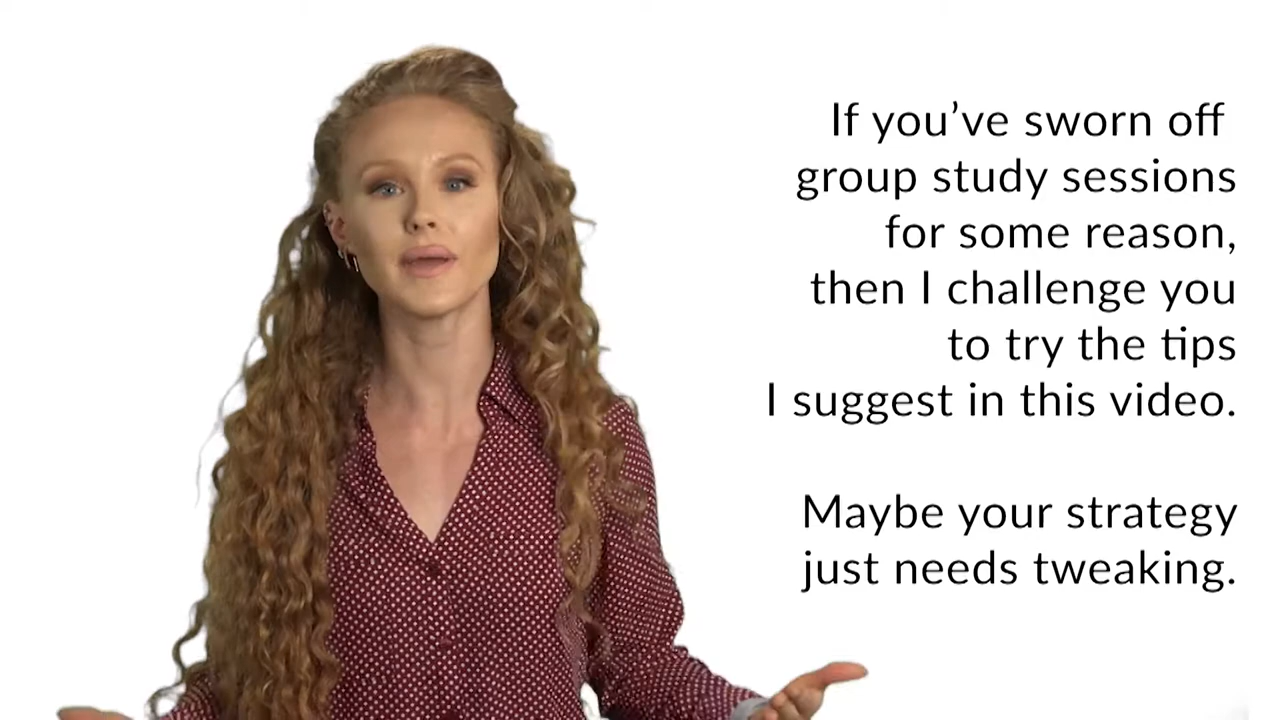 If you’ve sworn off
group study sessions
for some reason,
then I challenge you
to try the tips
I suggest in this video.
Maybe your strategy
just needs tweaking.